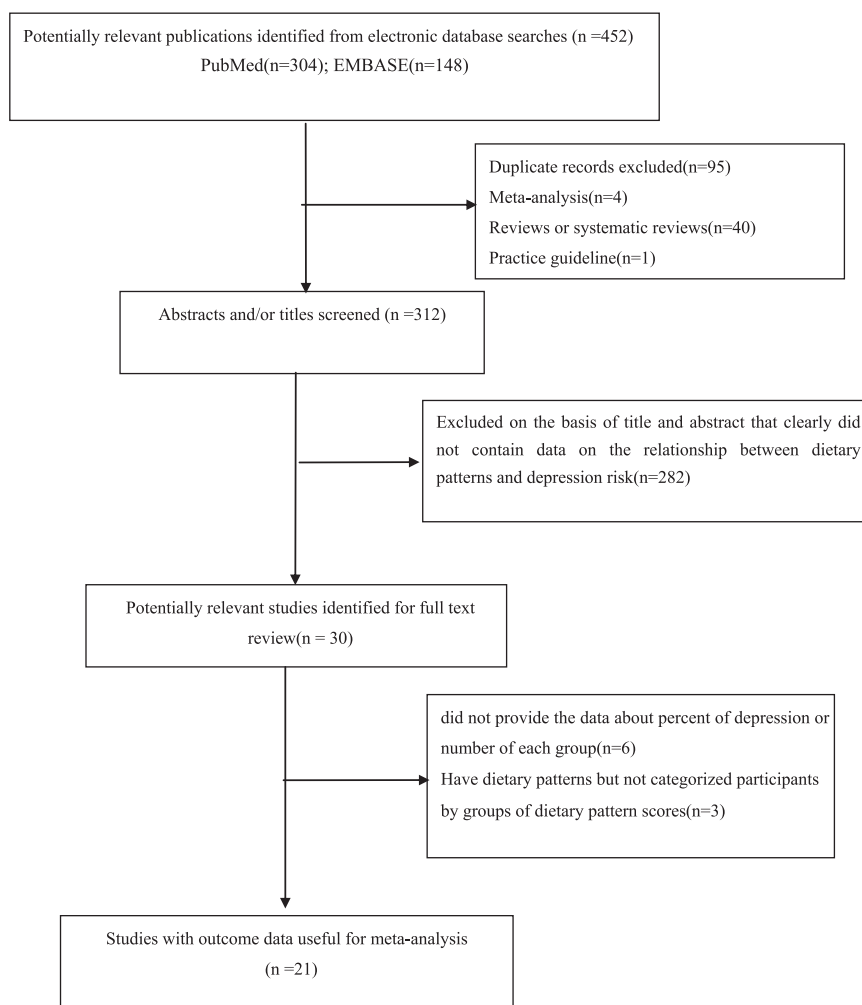 Potentially relevant publications identified from electronic database searches (n =452)
PubMed(n=304); EMBASE(n=148)
Duplicate records excluded(n=95)
Meta-analysis(n=4)
Reviews or systematic reviews(n=40)
Practice guideline(n=1)
Abstracts and/or titles screened (n =312)
Excluded on the basis of title and abstract that clearly did
not contain data on the relationship between dietary
patterns and depression risk(n=282)
Potentially relevant studies identified for full text
review(n = 30)
did not provide the data about percent of depression or
number of each group(n=6)
Have dietary patterns but not categorized participants
by groups of dietary pattern scores(n=3)
Studies with outcome data useful for meta-analysis
(n =21)